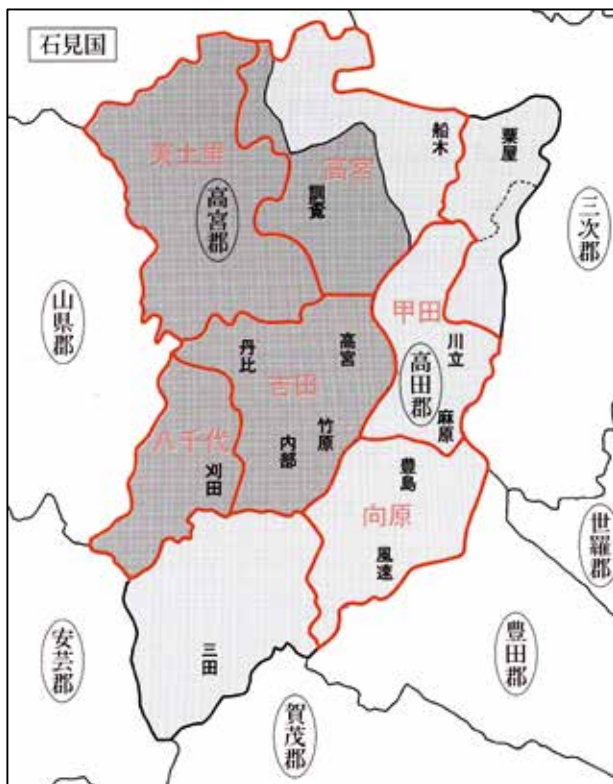 石見国
船木
粟屋
美土里
高宮
訓覓
高宮郡
三次郡
山県郡
甲田
川立
丹比
高宮
吉田
高田郡
麻原
竹原
内部
八千代
刈田
豊島
向原
風速
世羅郡
三田
安芸郡
豊田郡
賀茂郡